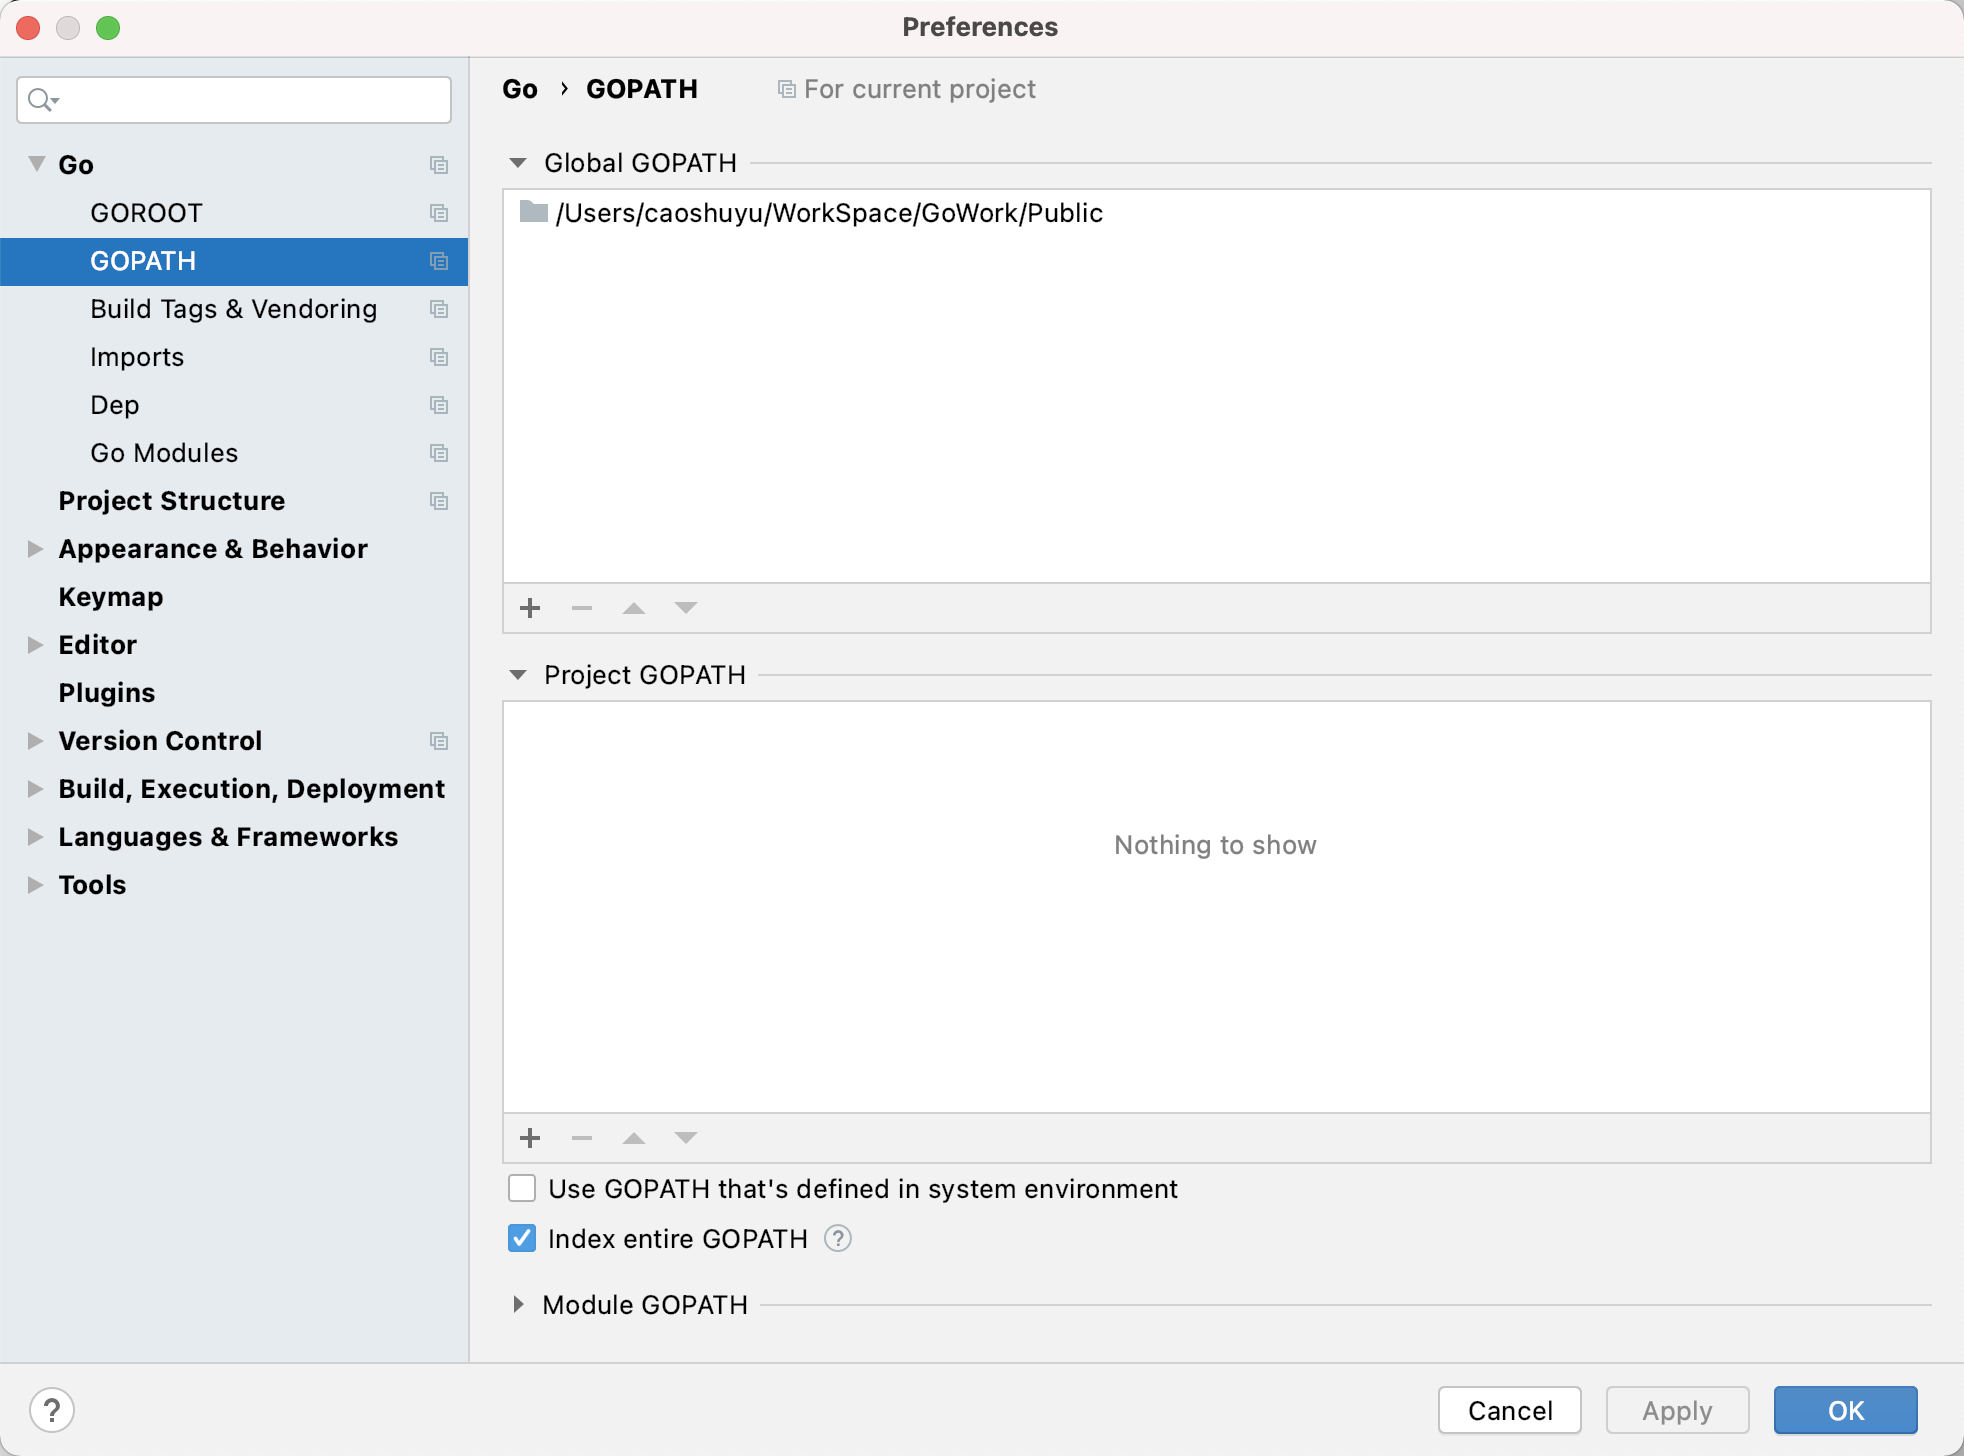 Preferences
Go › GOPATH For current project
Go
GOROOT
GOPATH
Build Tags & Vendoring
Imports
Dep
Go Modules
Project Structure
Appearance & Behavior
Keymap
Editor
Plugins
Version Control
Build, Execution, Deployment
Languages & Frameworks
Tools
Global GOPATH
/Users/caoshuyu/WorkSpace/GoWork/Public
Project GOPATH
Nothing to show
Use GOPATH that's defined in system environment
Index entire GOPATH ?
Module GOPATH
? Cancel Apply OK